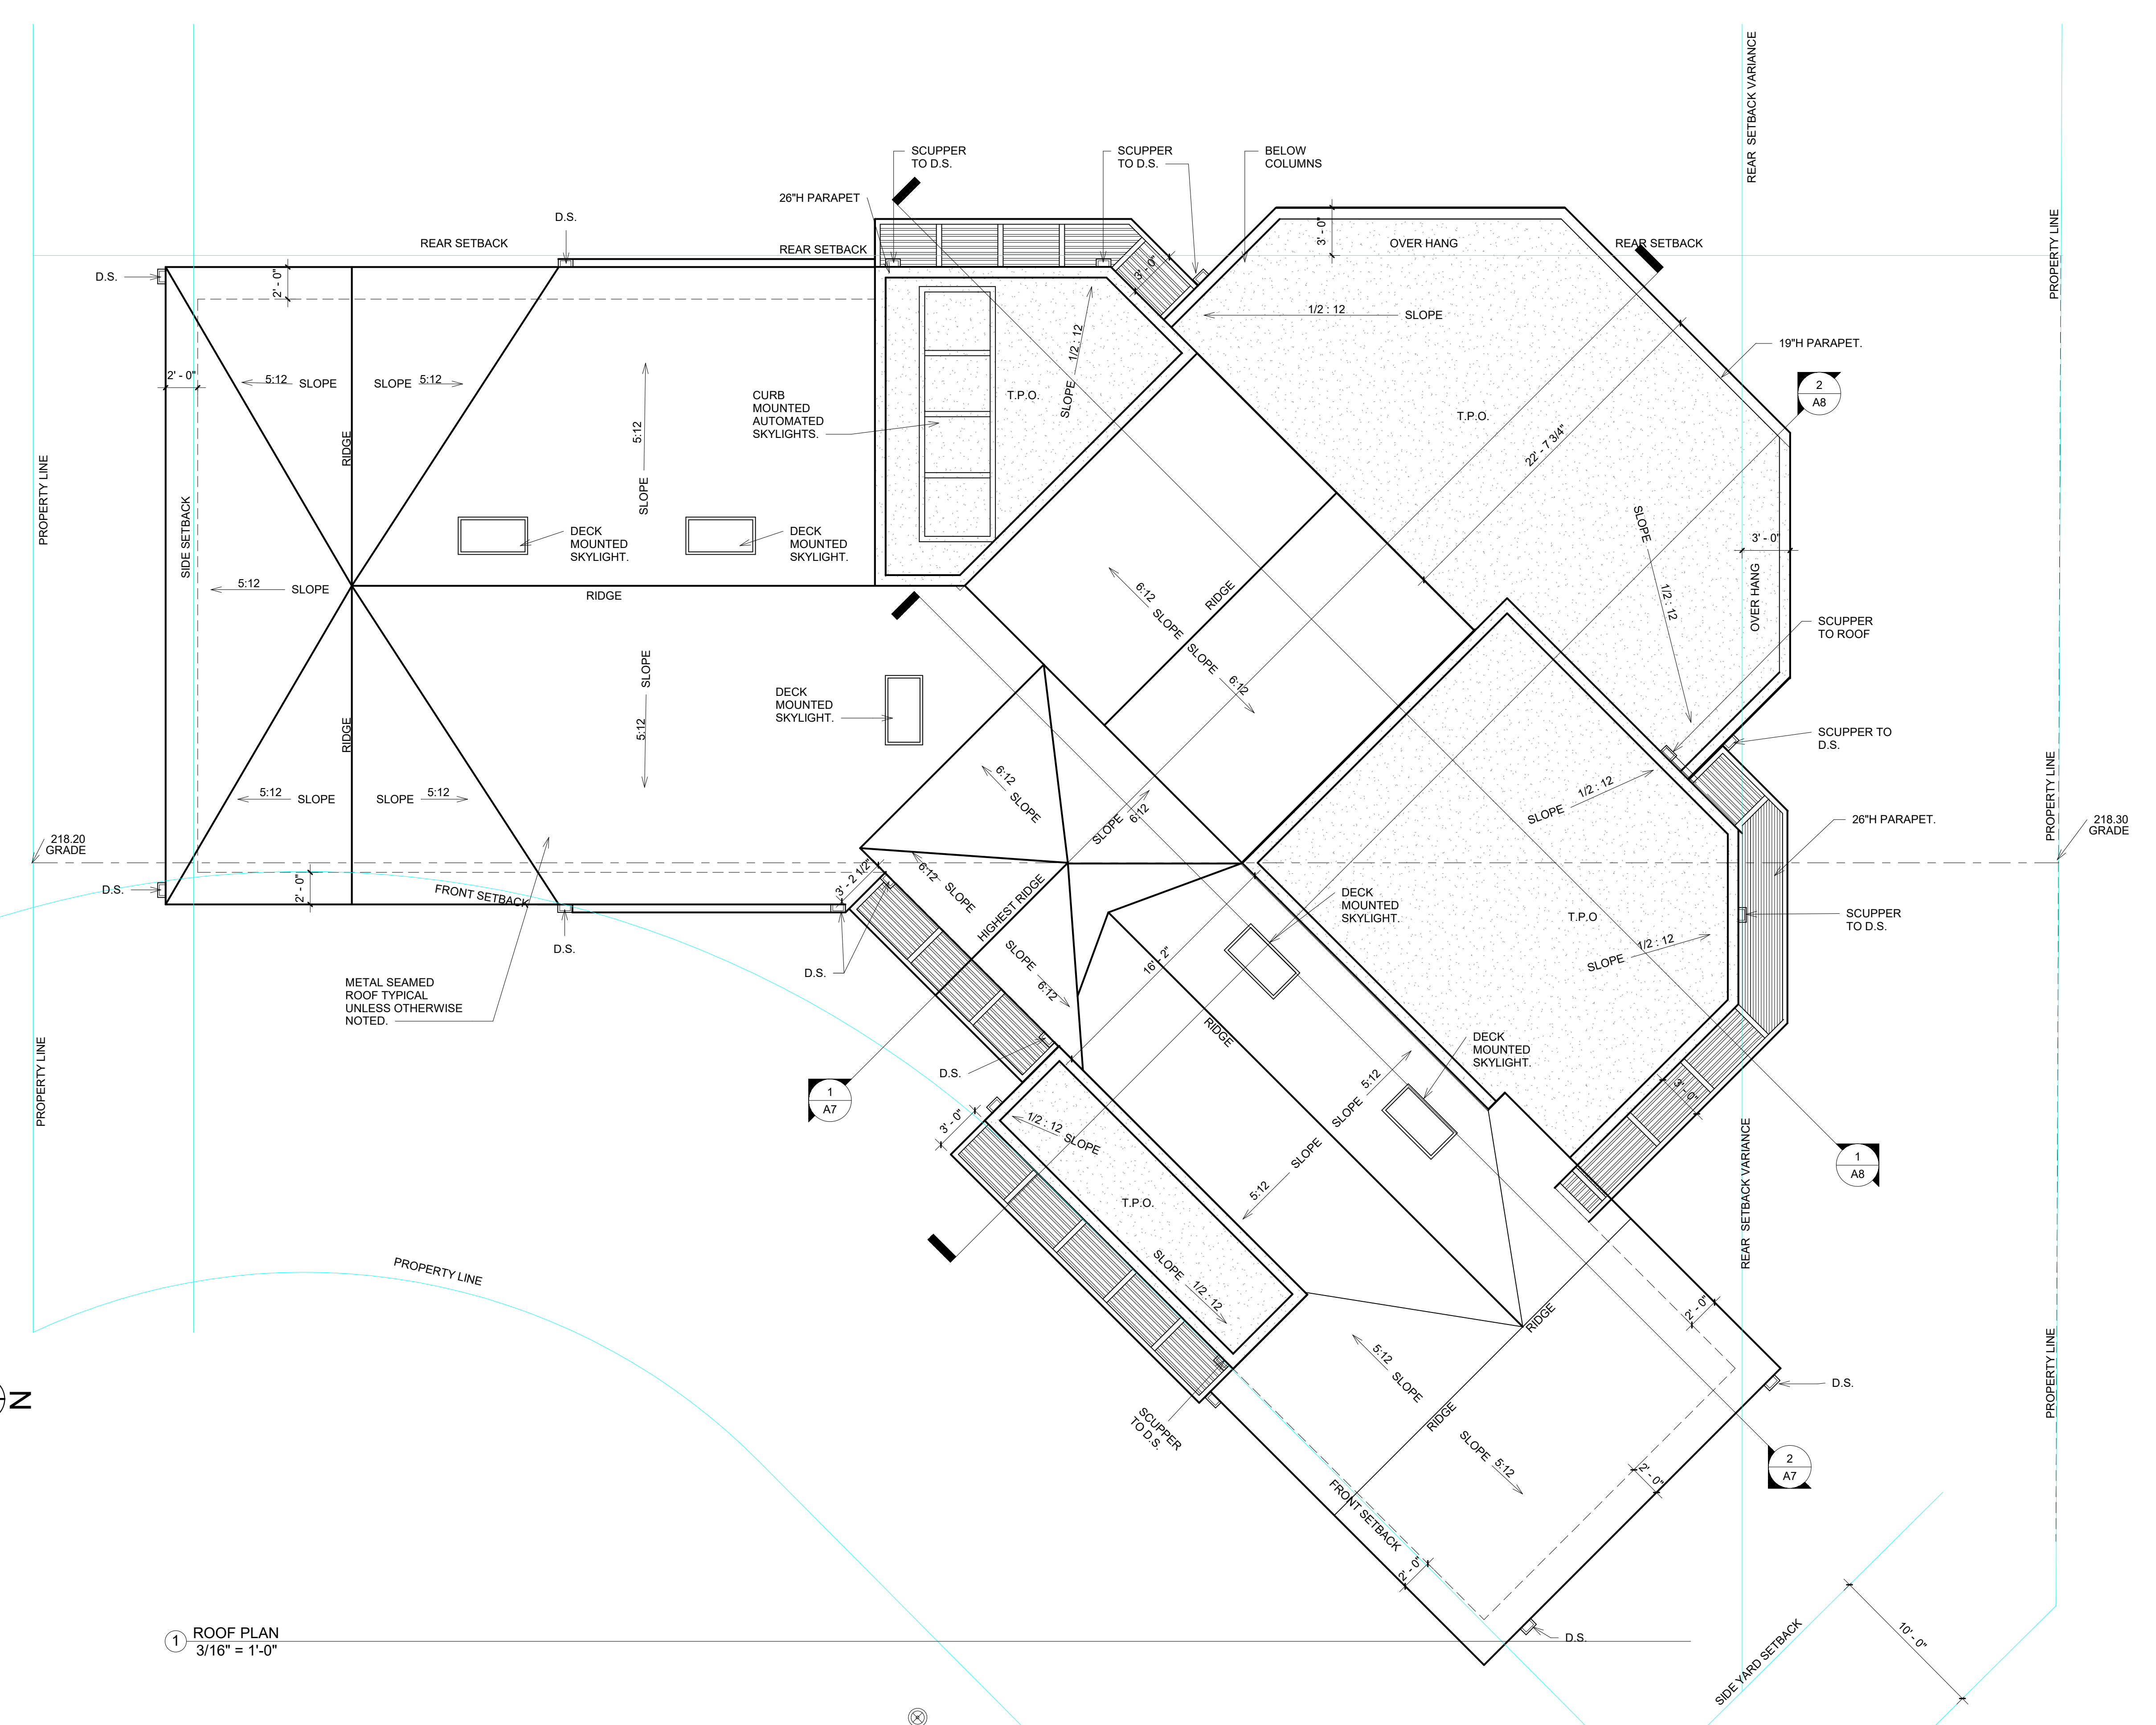 REAR SETBACK VARIANCE
SCUPPER
TO D.S.
SCUPPER
TO D.S.
BELOW
COLUMNS
26"H PARAPET
D.S.
REAR SETBACK
REAR SETBACK
3' - 0"
OVER HANG
REAR SETBACK
PROPERTY LINE
D.S.
2' - 0"
3' - 0"
1/2 : 12
SLOPE
1/2 : 12
SLOPE
19"H PARAPET.
2' - 0"
5:12
SLOPE
SLOPE
5:12
CURB
MOUNTED
AUTOMATED
SKYLIGHTS.
T.P.O.
T.P.O.
2
A8
RIDGE
5:12
SLOPE
22' - 7 3/4"
PROPERTY LINE
SIDE SETBACK
DECK
MOUNTED
SKYLIGHT.
DECK
MOUNTED
SKYLIGHT.
SLOPE
1/2 : 12
3' - 0"
OVER HANG
5:12
SLOPE
RIDGE
6:12
SLOPE
RIDGE
SLOPE
6:12
SCUPPER
TO ROOF
SLOPE
5:12
DECK
MOUNTED
SKYLIGHT.
RIDGE
SCUPPER TO
D.S.
PROPERTY LINE
5:12
SLOPE
SLOPE
5:12
6:12
SLOPE
SLOPE
6:12
SLOPE
1/2 : 12
26"H PARAPET.
218.20
GRADE
218.30
GRADE
D.S.
2' - 0"
FRONT SETBACK
3' - 2 1/2"
6:12
SLOPE
HIGHEST RIDGE
DECK
MOUNTED
SKYLIGHT.
T.P.O
SCUPPER
TO D.S.
D.S.
D.S.
SLOPE
6:12
16' - 2"
SLOPE
1/2 : 12
METAL SEAMED
ROOF TYPICAL
UNLESS OTHERWISE
NOTED.
RIDGE
DECK
MOUNTED
SKYLIGHT.
PROPERTY LINE
D.S.
1
A7
SLOPE
5:12
3' - 0"
3' - 0"
1/2 : 12
SLOPE
5:12
SLOPE
REAR SETBACK VARIANCE
1
A8
T.P.O.
PROPERTY LINE
SLOPE
1/2 : 12
RIDGE
2' - 0"
PROPERTY LINE
5:12
SLOPE
D.S.
N
SCUPPER
TO D.S.
RIDGE
SLOPE
5:12
2' - 0"
2
A7
FRONT SETBACK
2' - 0"
D.S.
SIDE YARD SETBACK
10' - 0"
1
ROOF PLAN
3/16" = 1'-0"